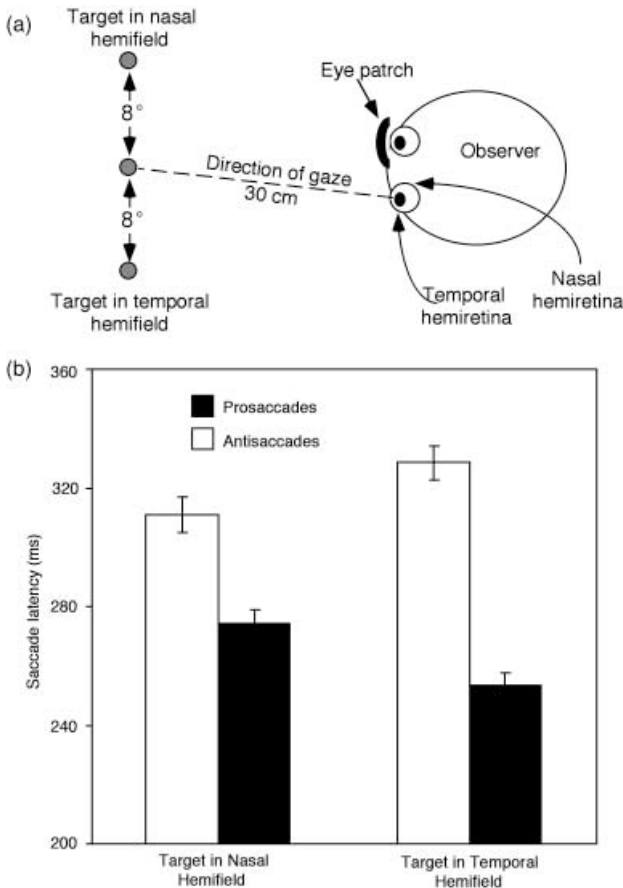 (a)
Target in nasal
hemifield
8°
8°
Target in temporal
hemifield
Direction of gaze
30 cm
Eye patrch
Observer
Temporal
hemiretina
Nasal
hemiretina
(b)
360
320
280
240
200
Saccade latency (ms)
Prosaccades
Antisaccades
Target in Nasal
Hemifield
Target in Temporal
Hemifield